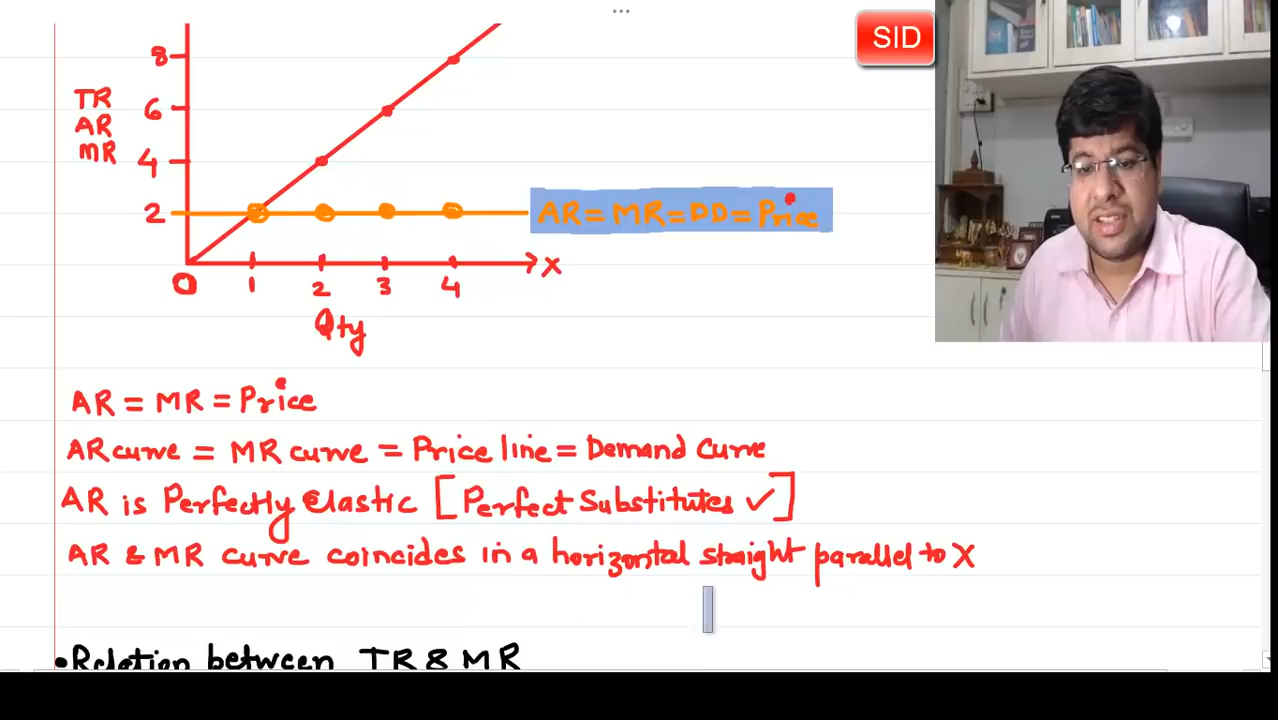 SID
8
TR
AR
MR
6
4
2
AR = MR = DD = Price
0 1 2 3 4 X
Qty
AR = MR = Price
AR curve = MR curve = Price line = Demand Curve
AR is Perfectly Elastic [Perfect Substitutes ✓]
AR & MR curve coincides in a horizontal straight parallel to X
• Relation between TR & MR